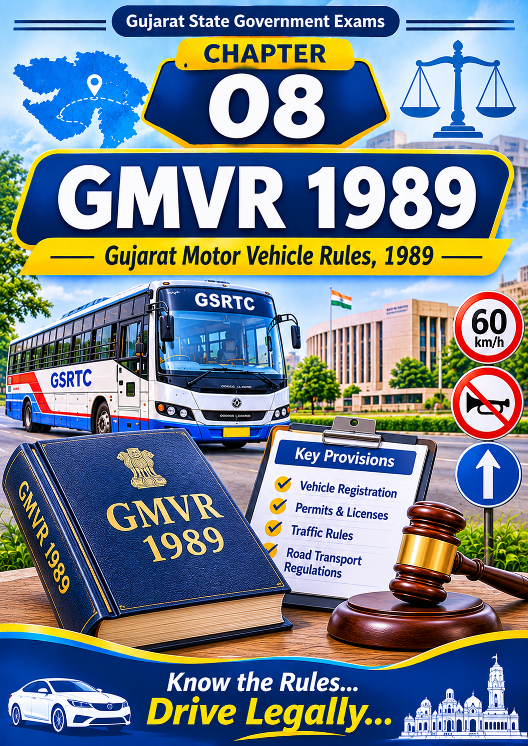 Gujarat State Government Exams
CHAPTER
08
GMVR 1989
Gujarat Motor Vehicle Rules, 1989
GSRTC
GSRTC
60
km/h
Key Provisions
Vehicle Registration
Permits & Licenses
Traffic Rules
Road Transport
Regulations
GMVR
1989
GMVR 1989
Know the Rules...
Drive Legally...